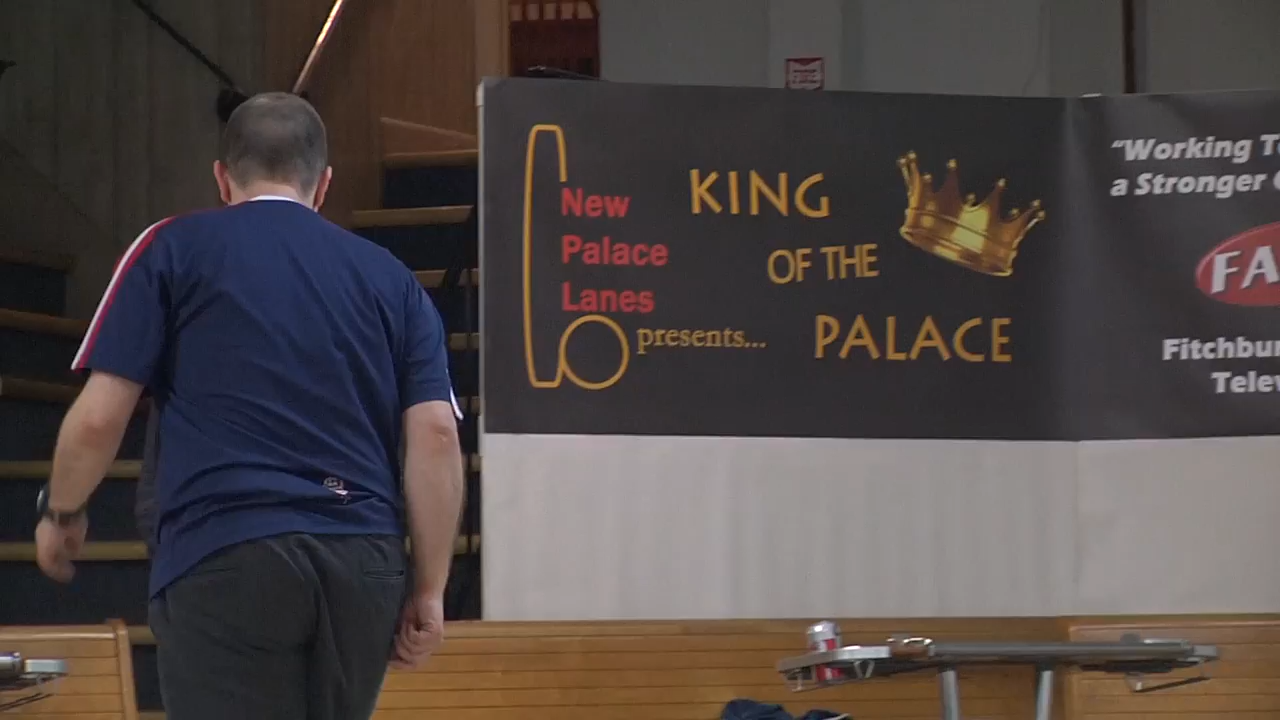 New
Palace
Lanes
presents...
KING
OF THE
PALACE
"Working
a Stronger
FA
Fitchbur
Telev